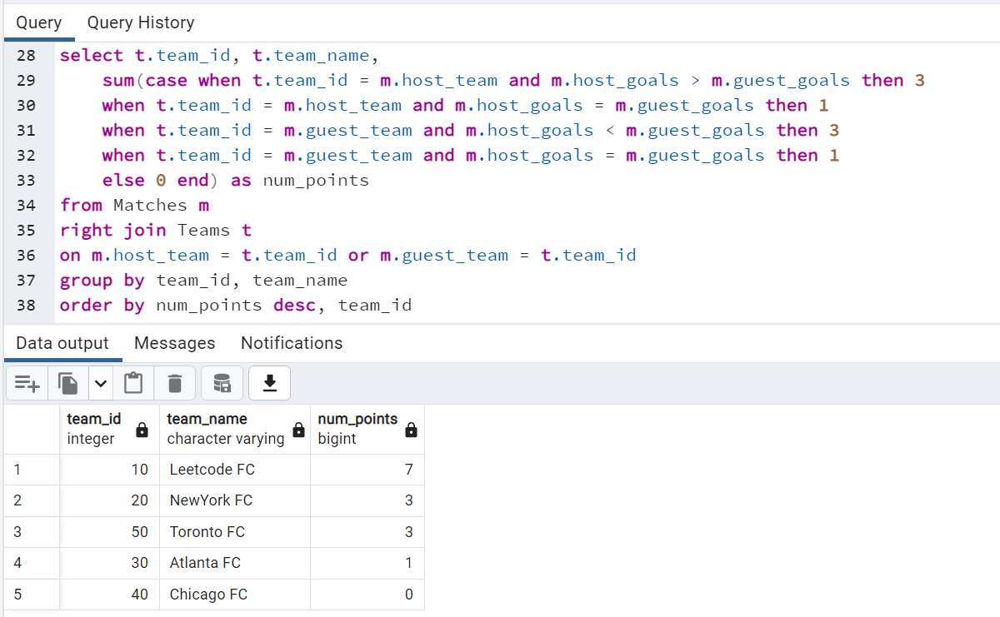 Query Query History
28 select t.team_id, t.team_name,
29 sum(case when t.team_id = m.host_team and m.host_goals > m.guest_goals then 3
30 when t.team_id = m.host_team and m.host_goals = m.guest_goals then 1
31 when t.team_id = m.guest_team and m.host_goals < m.guest_goals then 3
32 when t.team_id = m.guest_team and m.host_goals = m.guest_goals then 1
33 else 0 end) as num_points
34 from Matches m
35 right join Teams t
36 on m.host_team = t.team_id or m.guest_team = t.team_id
37 group by team_id, team_name
38 order by num_points desc, team_id
Data output Messages Notifications
team_id team_name num_points
integer character varying bigint
1 10 Leetcode FC 7
2 20 NewYork FC 3
3 50 Toronto FC 3
4 30 Atlanta FC 1
5 40 Chicago FC 0